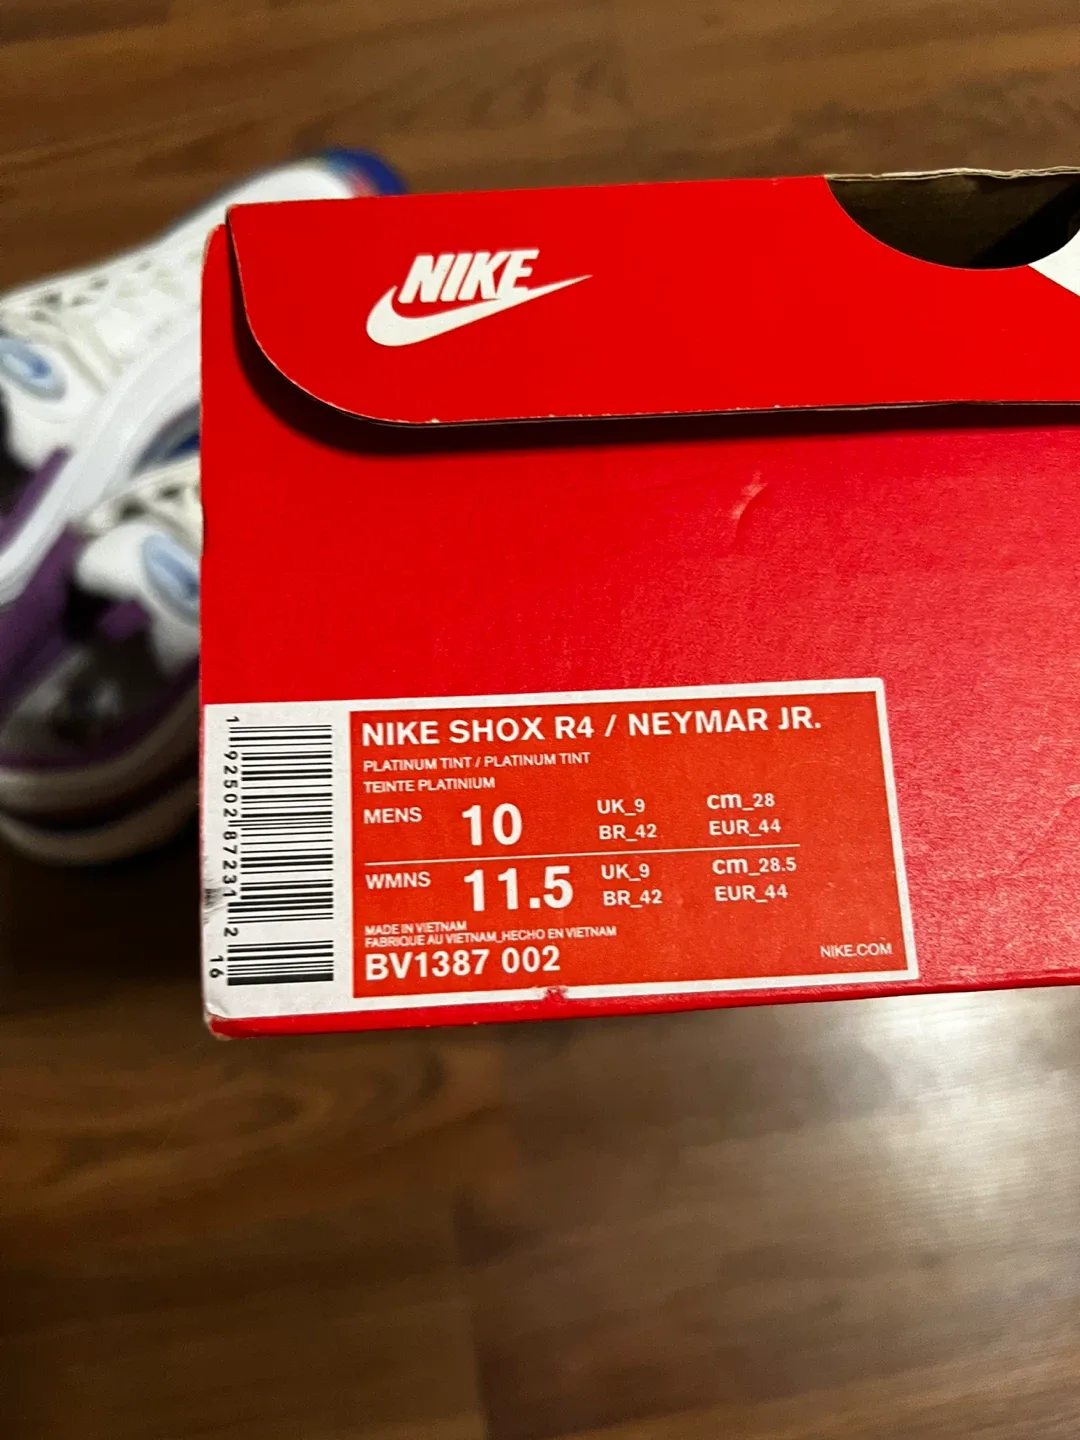 NIKE
NIKE SHOX R4 / NEYMAR JR.
PLATINUM TINT / PLATINUM TINT
TEINTE PLATINIUM
MENS 10 UK_9 cm_28
BR_42 EUR_44
WMNS 11.5 UK_9 cm_28.5
BR_42 EUR_44
MADE IN VIETNAM
FABRIQUE AU VIETNAM_HECHO EN VIETNAM
BV1387 002
NIKE.COM
1 92502 87231 2 16